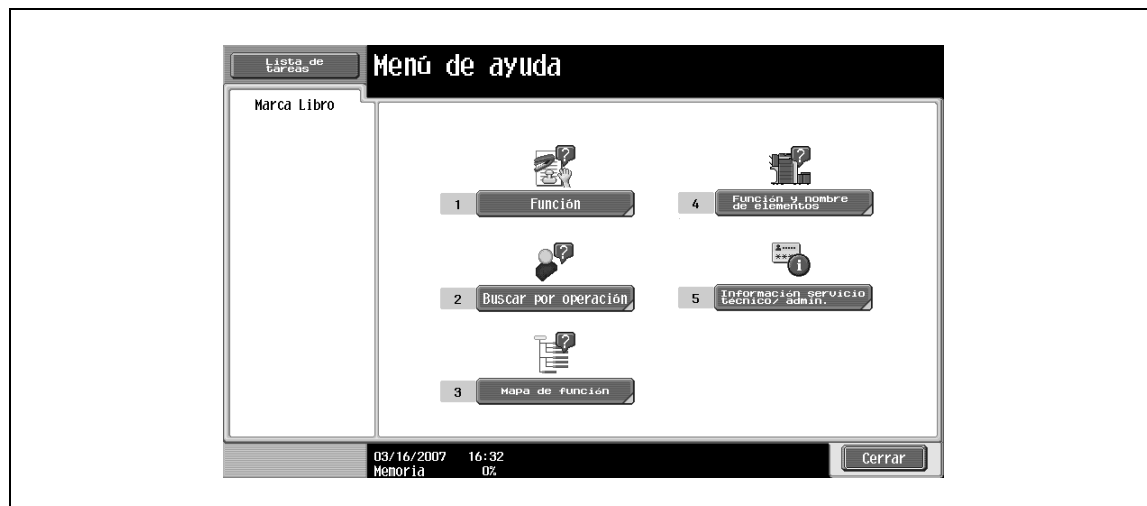 Lista de
tareas
Menú de ayuda
Marca Libro
1 Función
4 Función y nombre
de elementos
2 Buscar por operación
5 Información servicio
técnico/ admin.
3 Mapa de función
03/16/2007 16:32
Memoria 0%
Cerrar